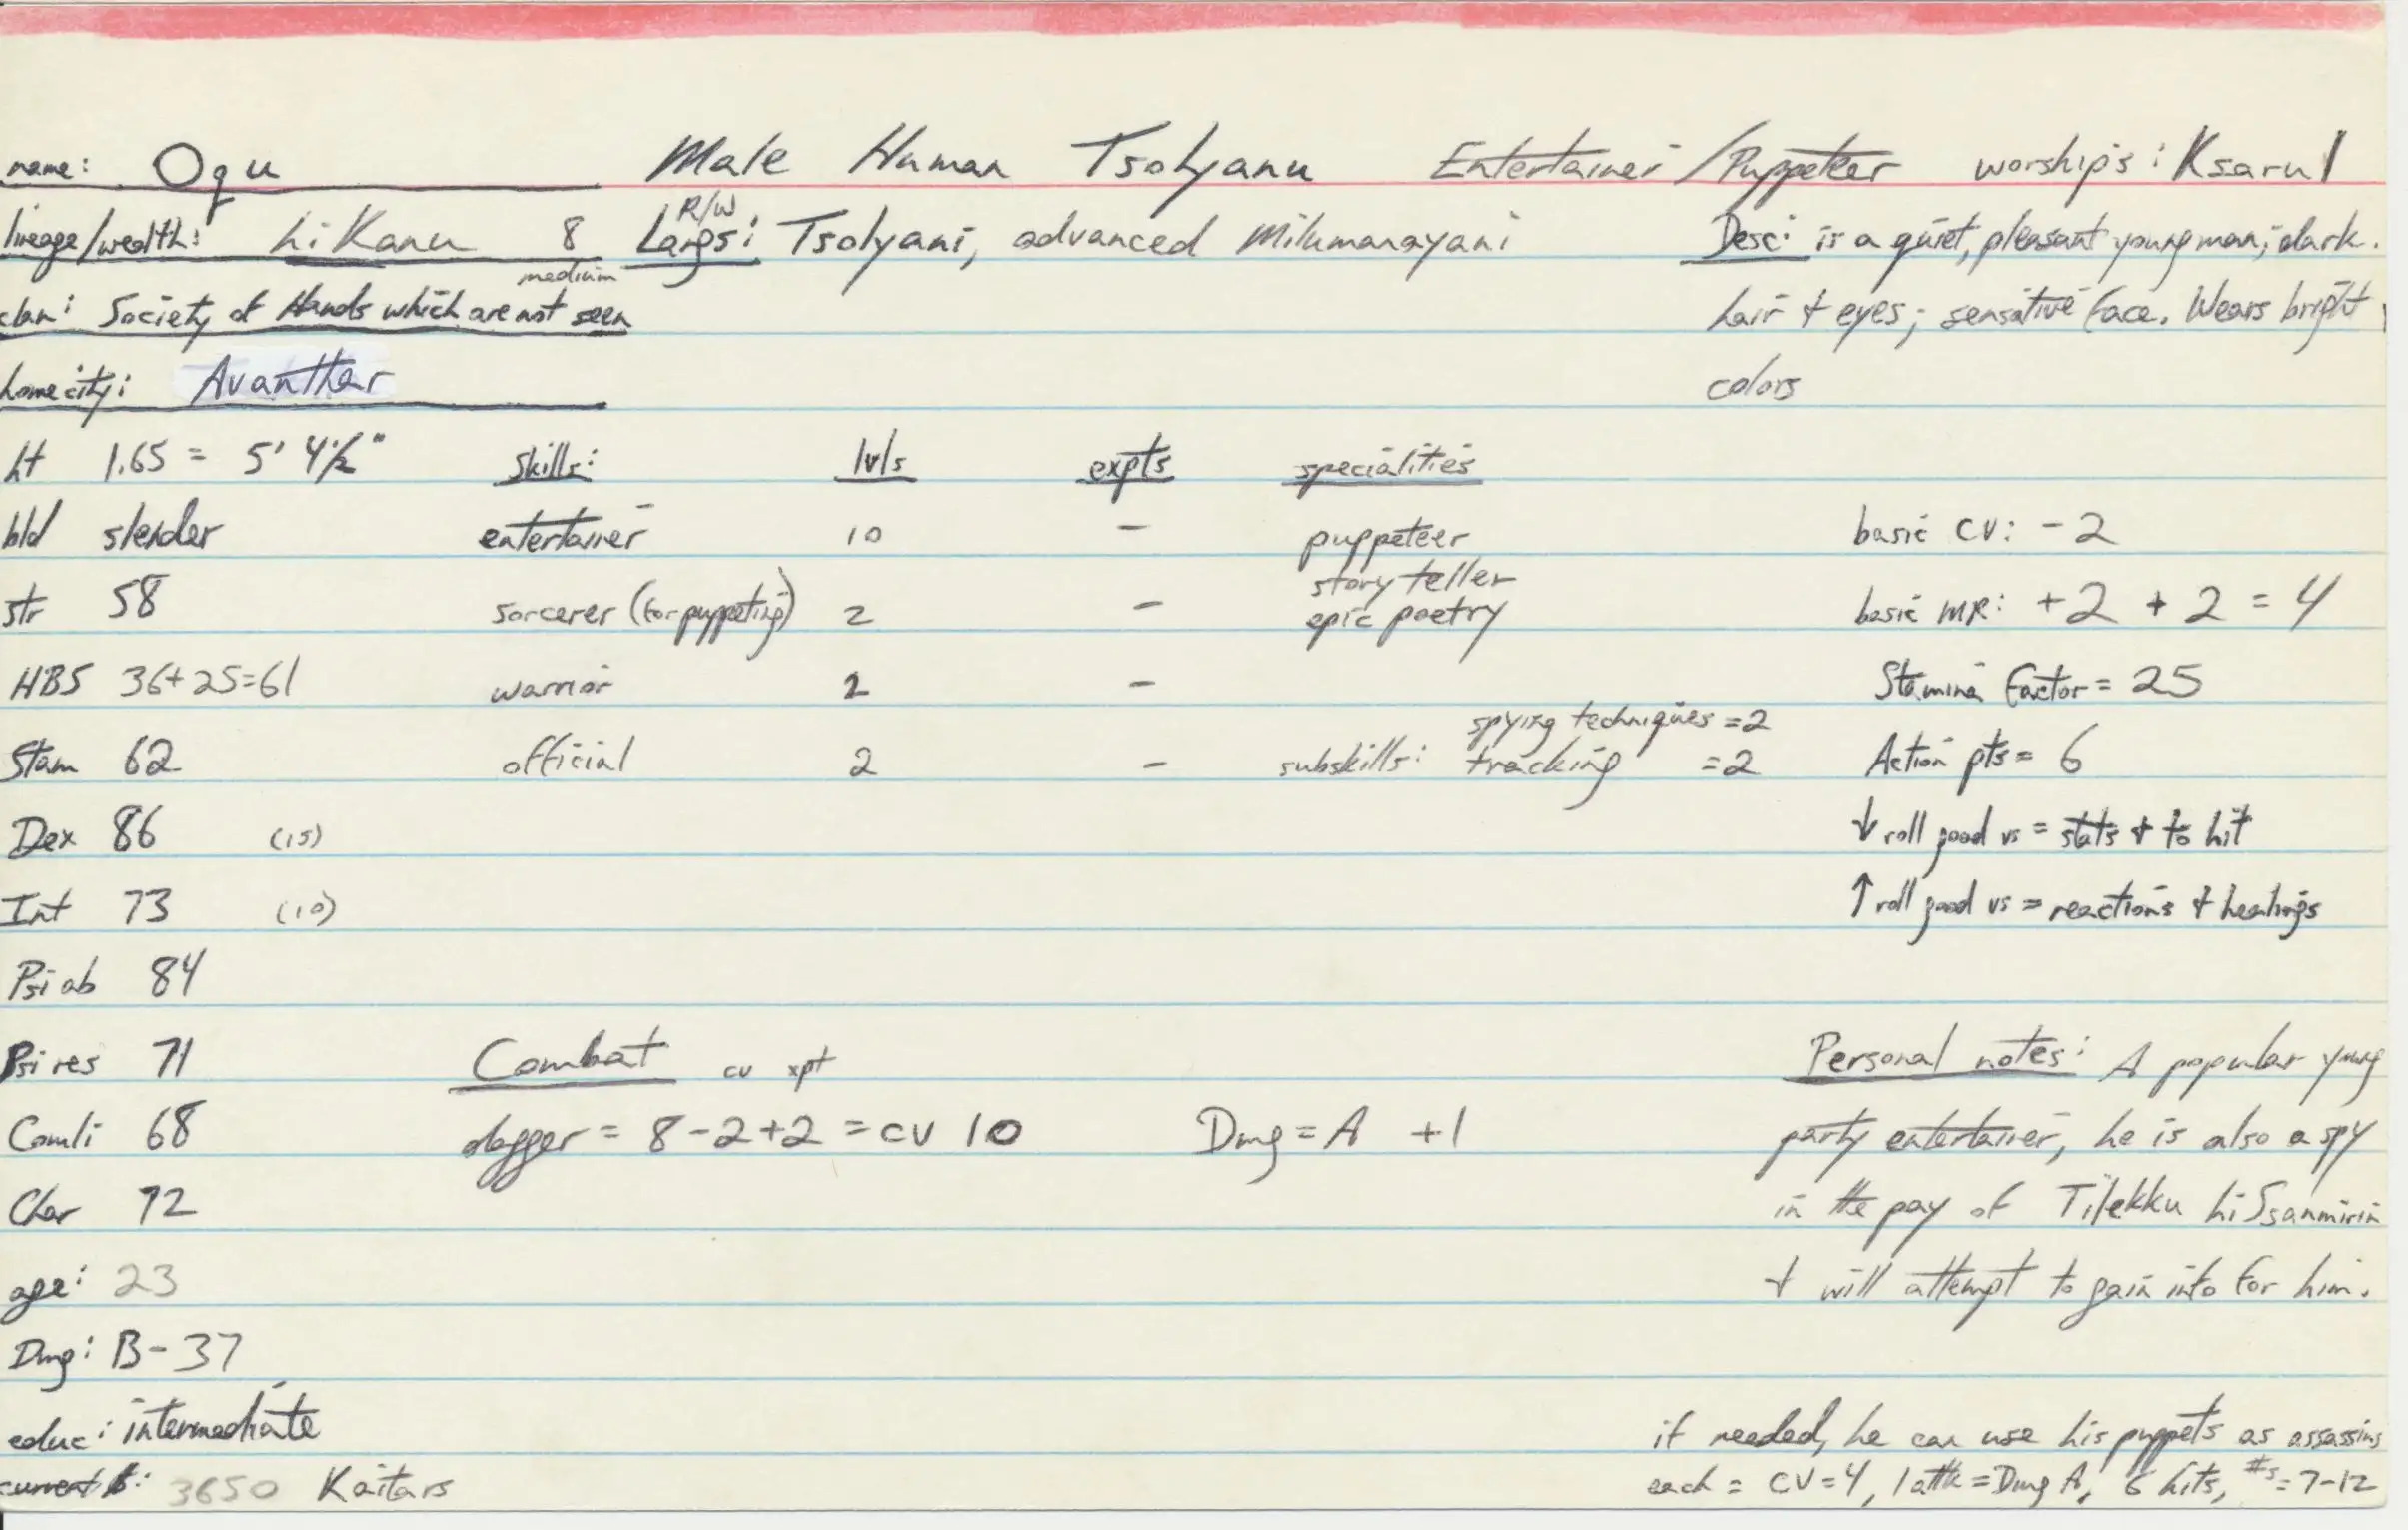 name: Oqu Male Human Tsolyanu Entertainer/Puppeteer worships: Ksarul
lineage/wealth: hiKanu 8 R/W Langs: Tsolyani, advanced Milumanayani Desc: is a quiet, pleasant young man; dark
medium
clan: Society of Hands which are not seen hair + eyes; sensitive face. Wears bright
home city: Avanthar colors
ht 1.65 = 5' 4½" skills: lvls expts specialities
bld slender entertainer 10 - puppeteer basic CV: -2
story teller
str 58 sorcerer (for puppeting) 2 - epic poetry basic MR: +2 + 2 = 4
HBS 36+25=61 warrior 2 - Stamina Factor = 25
spying techniques = 2
Stam 62 official 2 - subskills: tracking = 2 Action pts = 6
Dex 86 (15) ↓ roll good vs = stats + to hit
Int 73 (10) ↑ roll good vs = reactions + healings
Psi ab 84
Psi res 71 Combat cv xpt Personal notes: A popular young
Comli 68 dagger = 8-2+2 = CV 10 Dmg = A +1 party entertainer, he is also a spy
Char 72 in the pay of Tilekku hiSsanmirin
age: 23 + will attempt to gain info for him.
Dmg: B-37
educ: intermediate if needed, he can use his puppets as assassins
current $: 3650 Kaitars each = CV=4, 1 attk = Dmg A, 6 hits, #s = 7-12